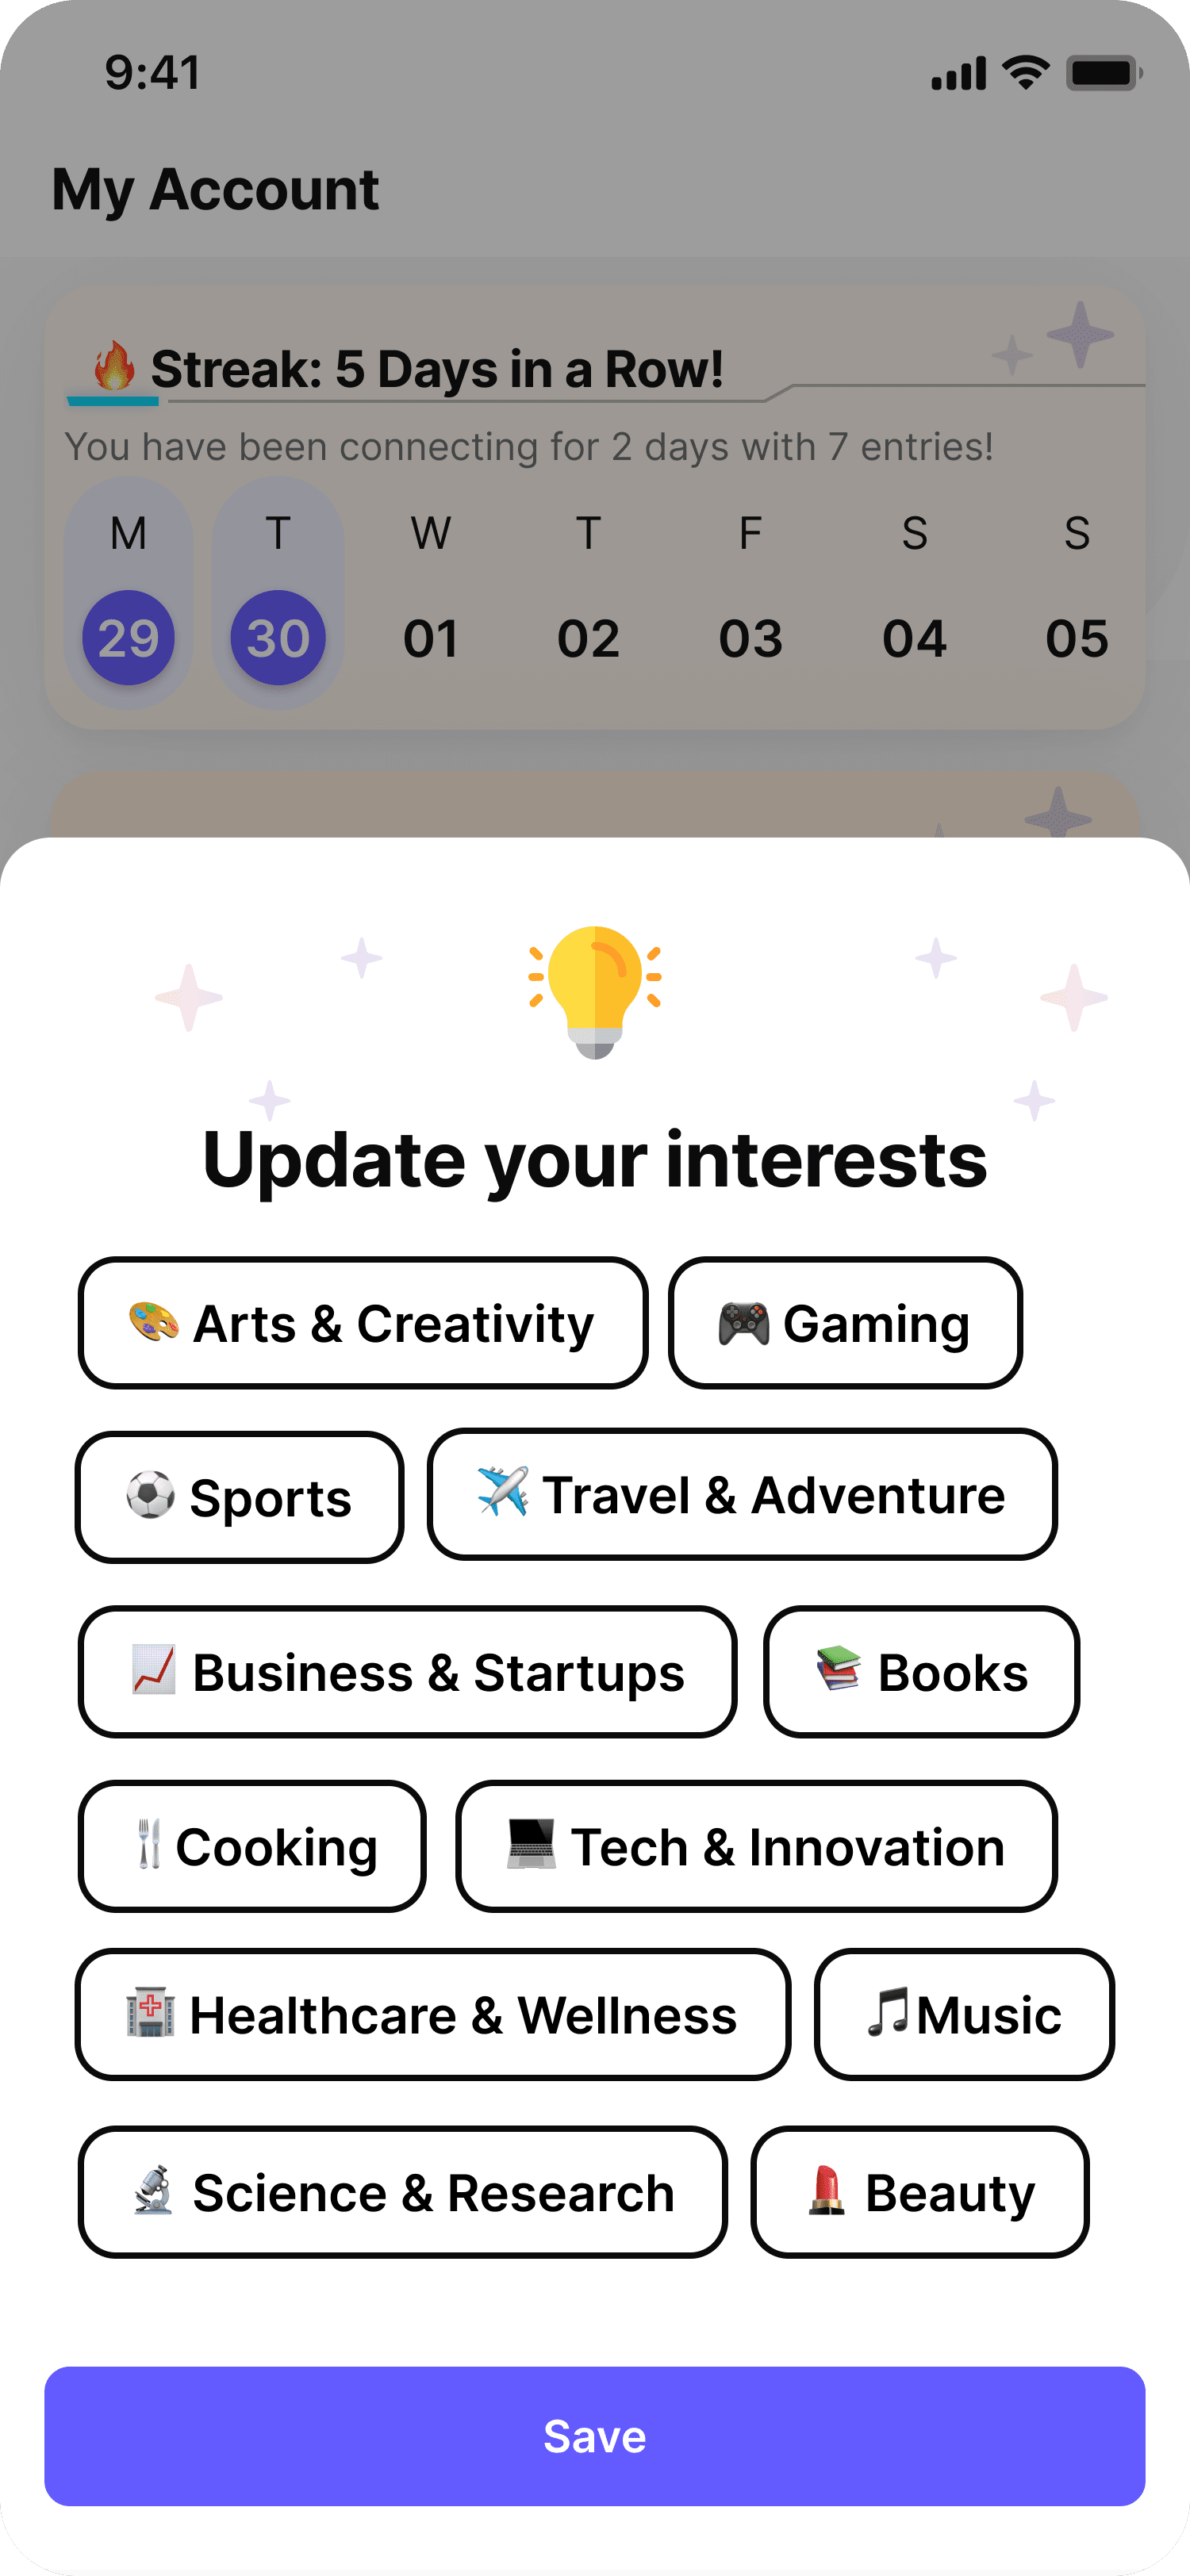 9:41
My Account
🔥 Streak: 5 Days in a Row!
You have been connecting for 2 days with 7 entries!
M T W T F S S
29 30 01 02 03 04 05
Update your interests
🎨 Arts & Creativity 🎮 Gaming
⚽ Sports ✈️ Travel & Adventure
📈 Business & Startups 📚 Books
🍴 Cooking 💻 Tech & Innovation
🏥 Healthcare & Wellness 🎵 Music
🔬 Science & Research 💄 Beauty
Save